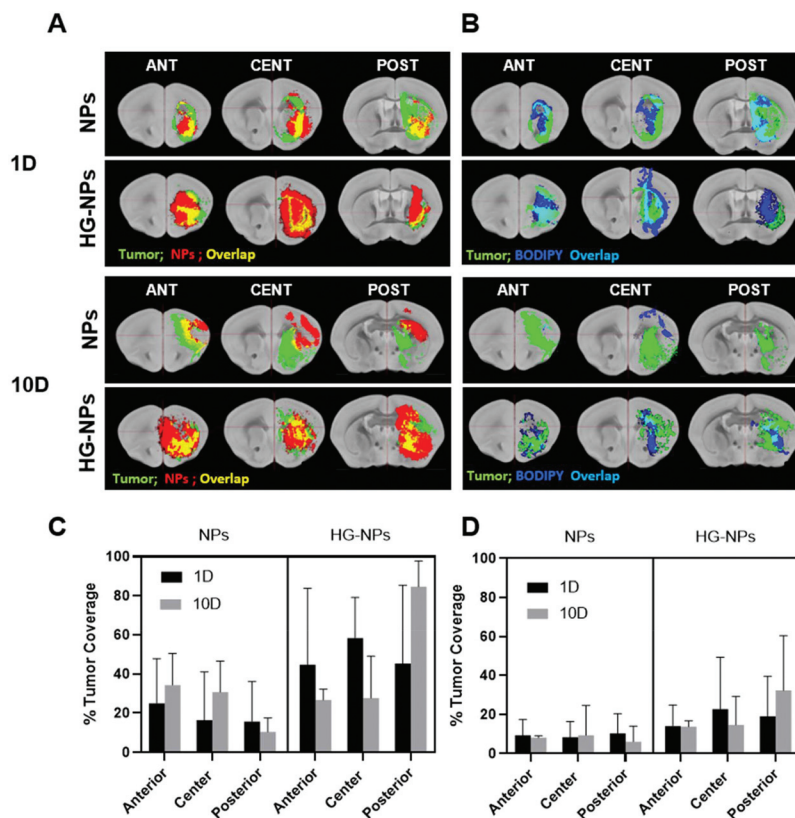 A
B
ANT CENT POST
ANT CENT POST
NPs
1D
HG-NPs
Tumor; NPs ; Overlap
Tumor; BODIPY Overlap
ANT CENT POST
ANT CENT POST
NPs
10D
HG-NPs
Tumor; NPs ; Overlap
Tumor; BODIPY Overlap
C
NPs HG-NPs
% Tumor Coverage
100
80
60
40
20
0
1D
10D
Anterior
Center
Posterior
Anterior
Center
Posterior
D
NPs HG-NPs
% Tumor Coverage
100
80
60
40
20
0
1D
10D
Anterior
Center
Posterior
Anterior
Center
Posterior